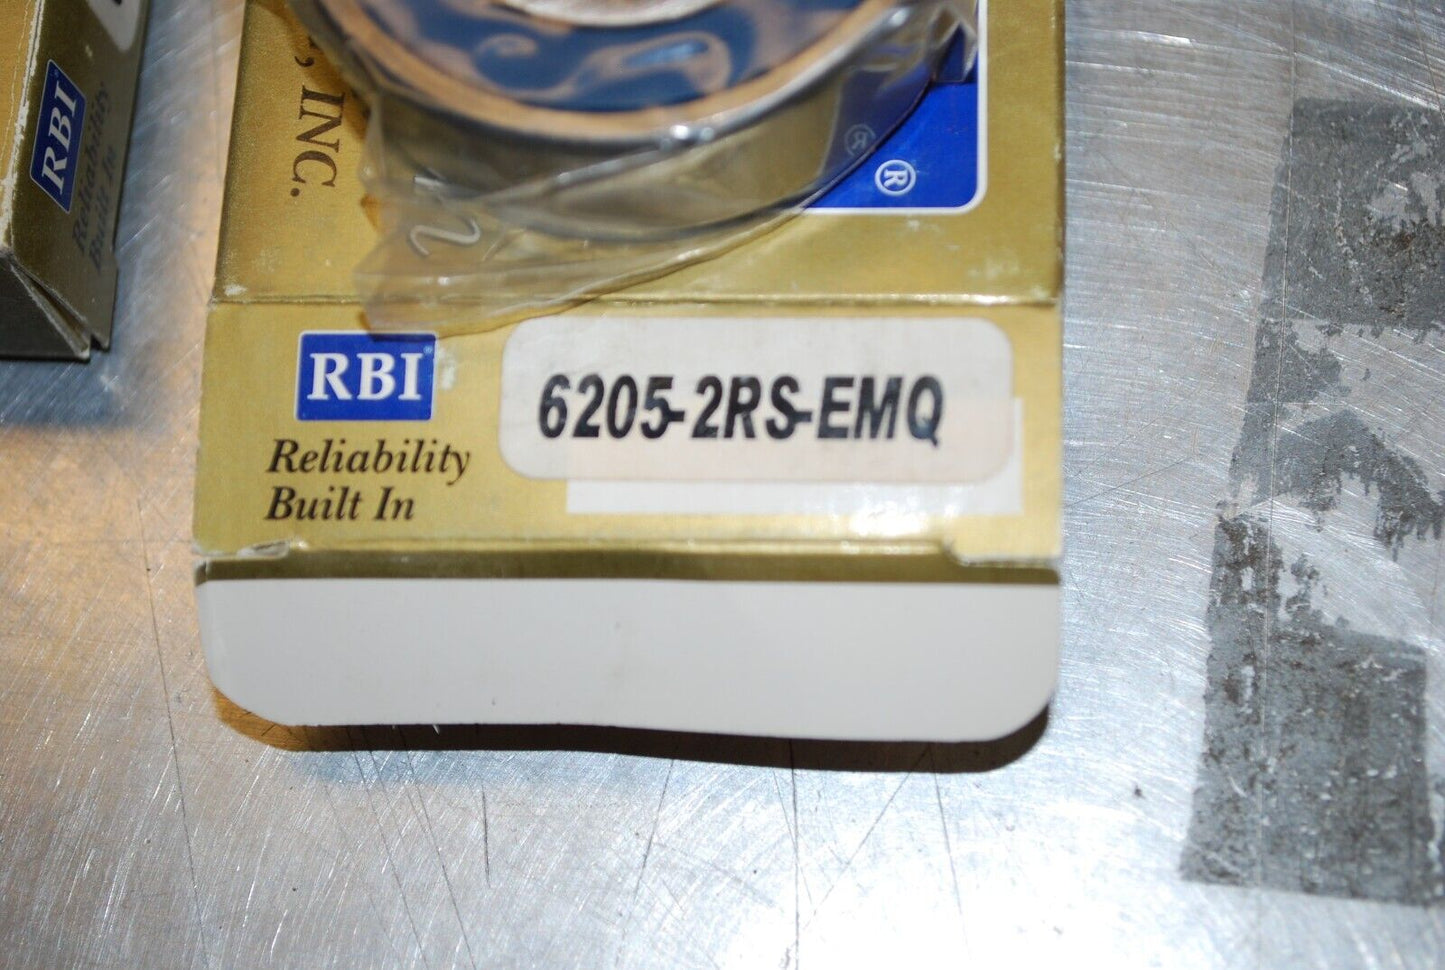 RBI
Reliability
Built In
, INC.
®
®
RBI®
6205-2RS-EMQ
Reliability
Built In